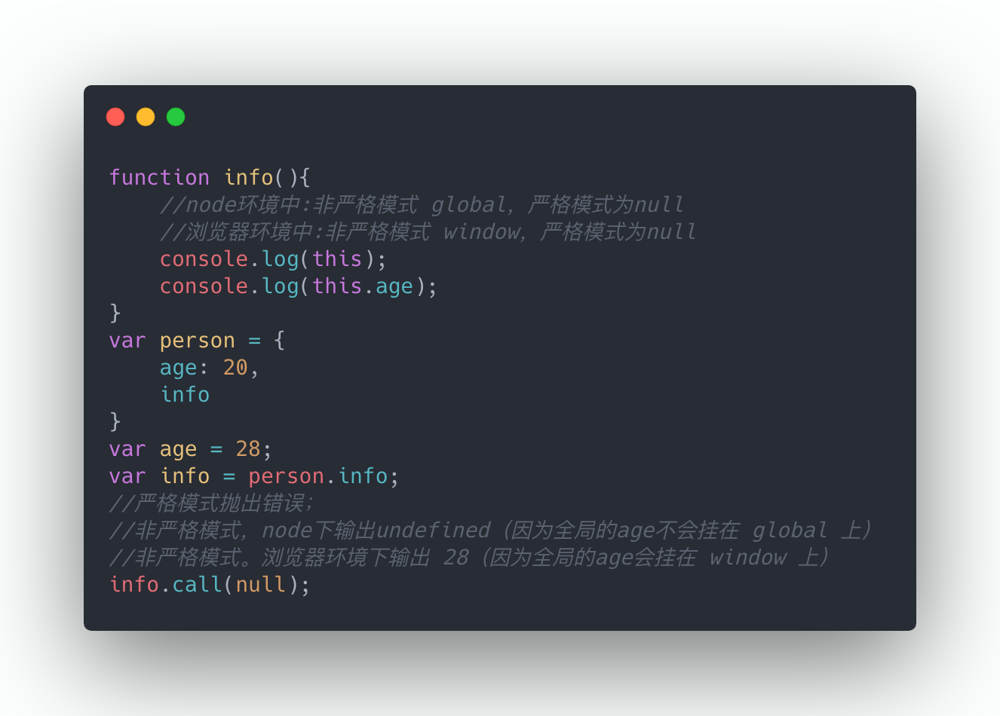 function info(){
    //node环境中:非严格模式 global，严格模式为null
    //浏览器环境中:非严格模式 window，严格模式为null
    console.log(this);
    console.log(this.age);
}
var person = {
    age: 20,
    info
}
var age = 28;
var info = person.info;
//严格模式抛出错误；
//非严格模式，node下输出undefined（因为全局的age不会挂在 global 上）
//非严格模式。浏览器环境下输出 28（因为全局的age会挂在 window 上）
info.call(null);